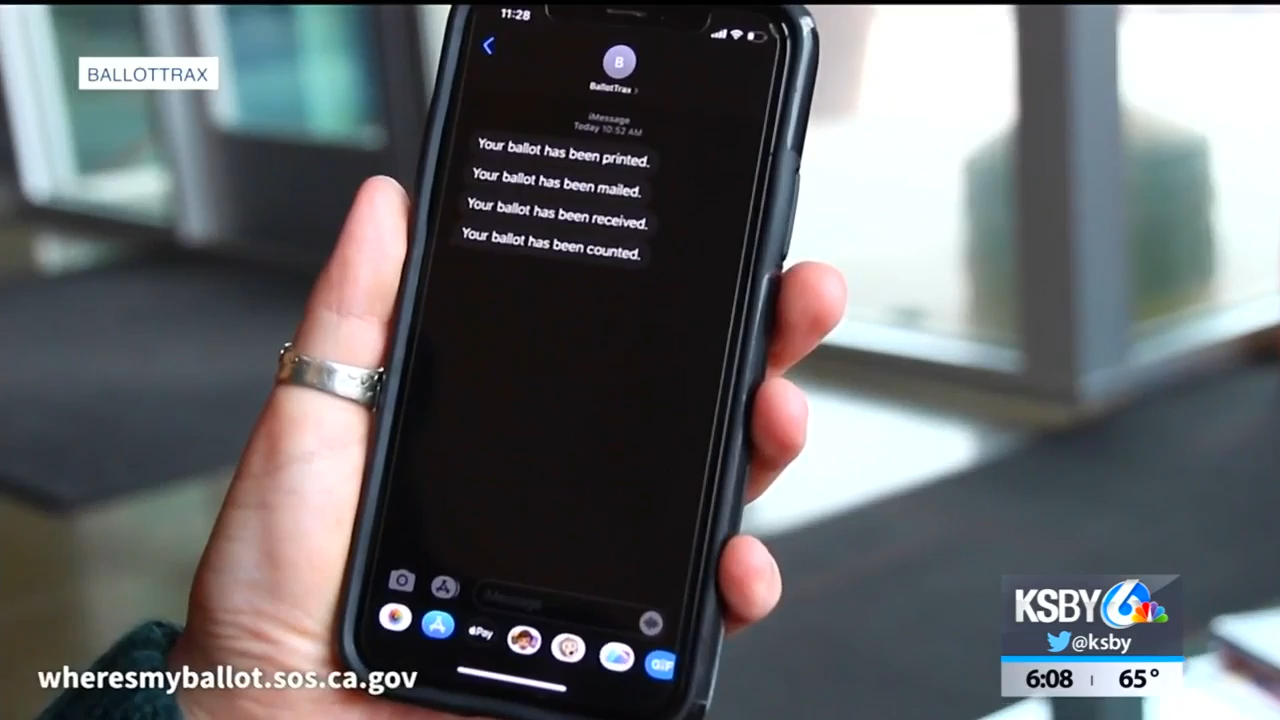 11:28
BALLOTTRAX
B
BallotTrax
iMessage
Today 10:52 AM
Your ballot has been printed.
Your ballot has been mailed.
Your ballot has been received.
Your ballot has been counted.
iMessage
Pay
GIF
wheresmyballot.sos.ca.gov
KSBY6
@ksby
6:08 65°